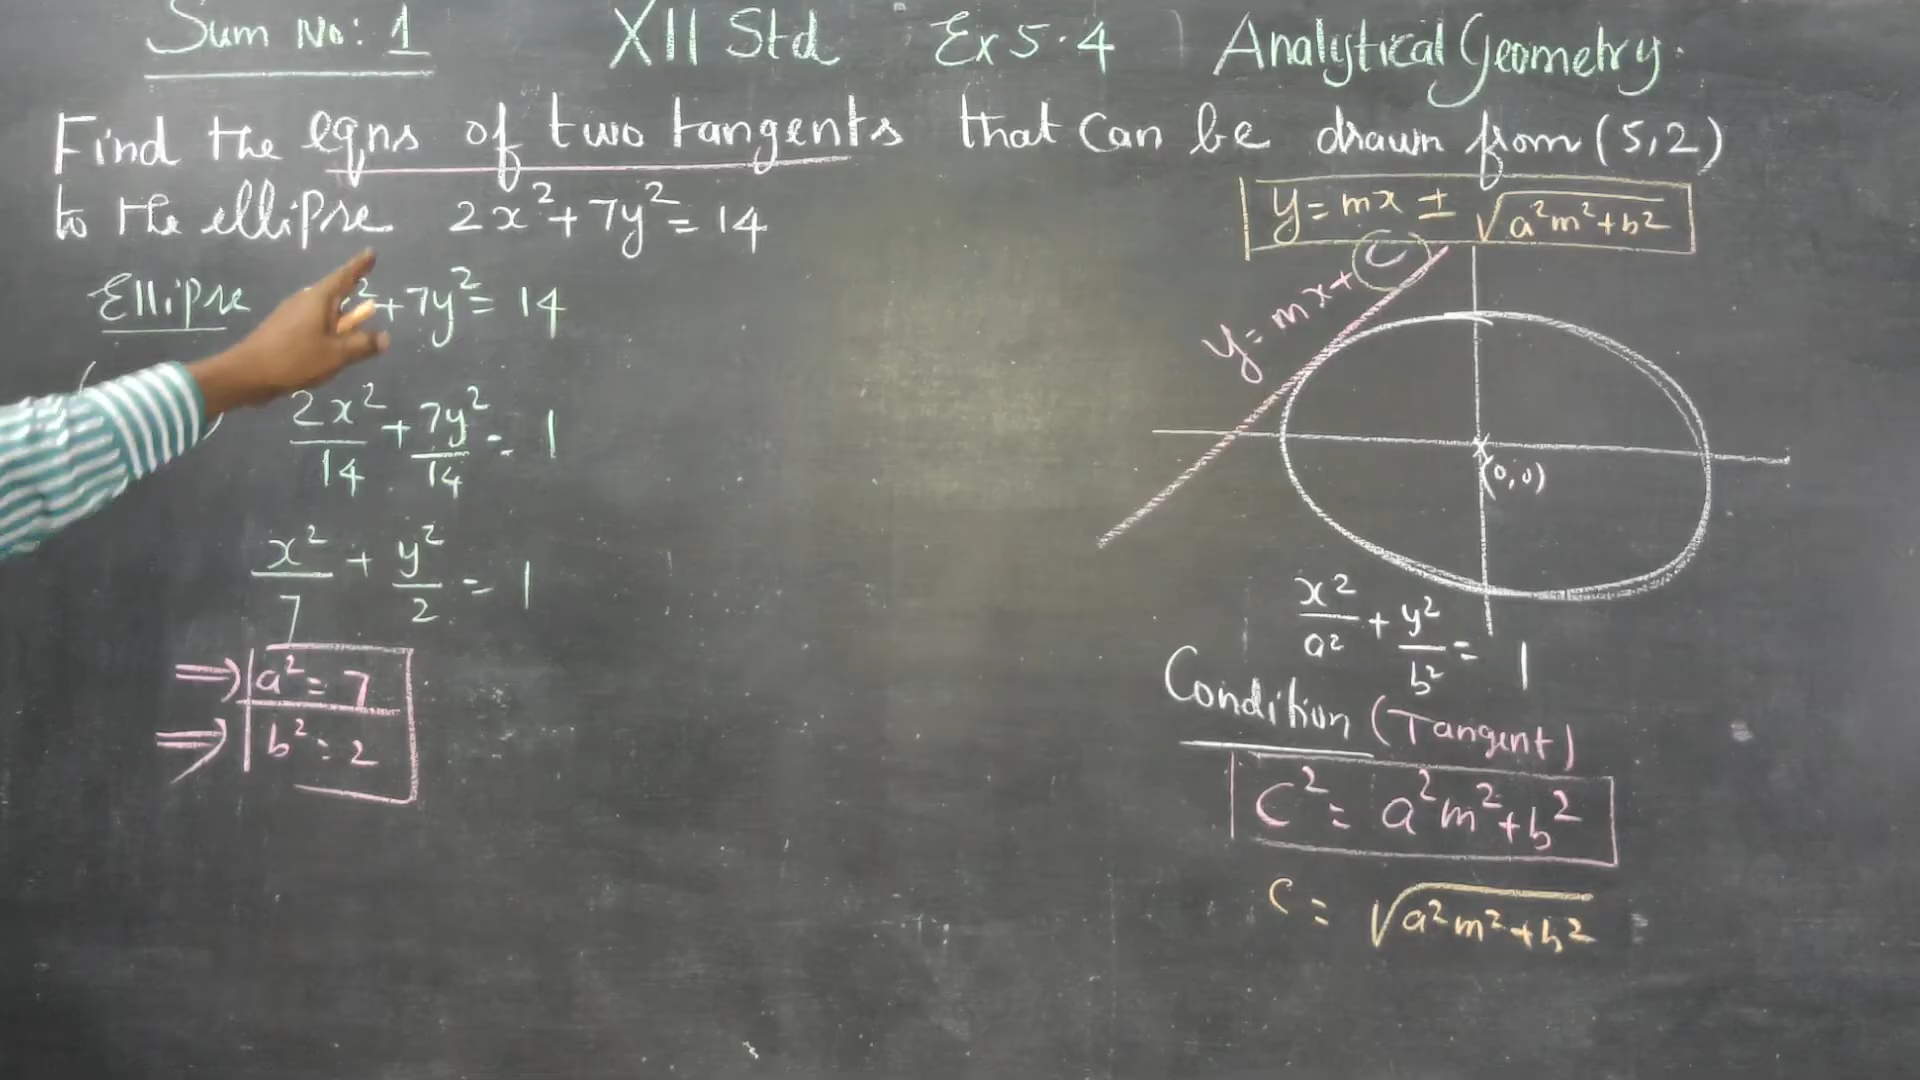 Sum No: 1 XII Std Ex 5.4 Analytical Geometry.
Find the eqns of two tangents that can be drawn from (5,2)
to the ellipse 2x²+7y²=14
y=mx ± √a²m²+b²
Ellipse x²+7y²=14
y=mx+C
2x²/14 + 7y²/14 = 1
(0,0)
x²/7 + y²/2 = 1
x²/a² + y²/b² = 1
⇒ a² = 7
⇒ b² = 2
Condition (Tangent)
C² = a²m²+b²
C = √a²m²+b²